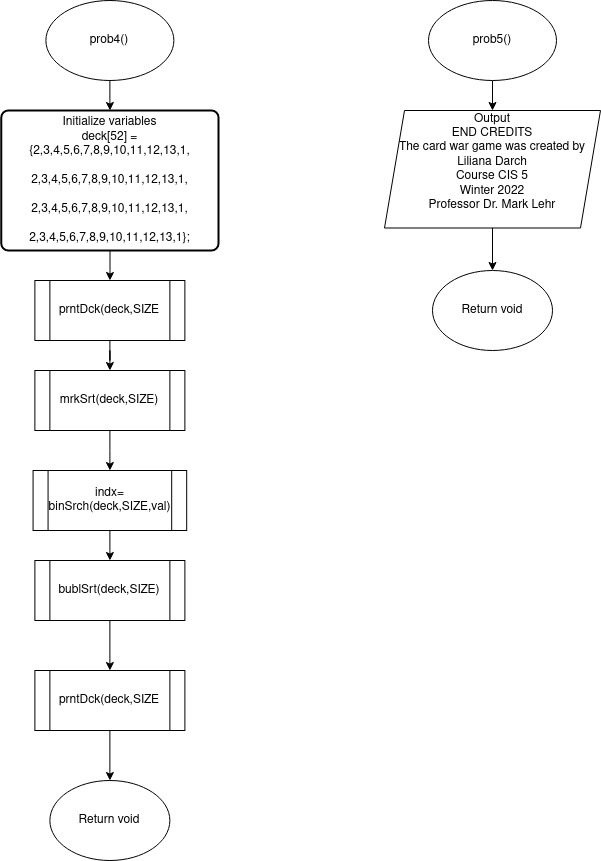 prob4()
Initialize variables
deck[52] =
{2,3,4,5,6,7,8,9,10,11,12,13,1,
2,3,4,5,6,7,8,9,10,11,12,13,1,
2,3,4,5,6,7,8,9,10,11,12,13,1,
2,3,4,5,6,7,8,9,10,11,12,13,1};
prntDck(deck,SIZE
mrkSrt(deck,SIZE)
indx=
binSrch(deck,SIZE,val)
bublSrt(deck,SIZE)
prntDck(deck,SIZE
Return void
prob5()
Output
END CREDITS
The card war game was created by
Liliana Darch
Course CIS 5
Winter 2022
Professor Dr. Mark Lehr
Return void